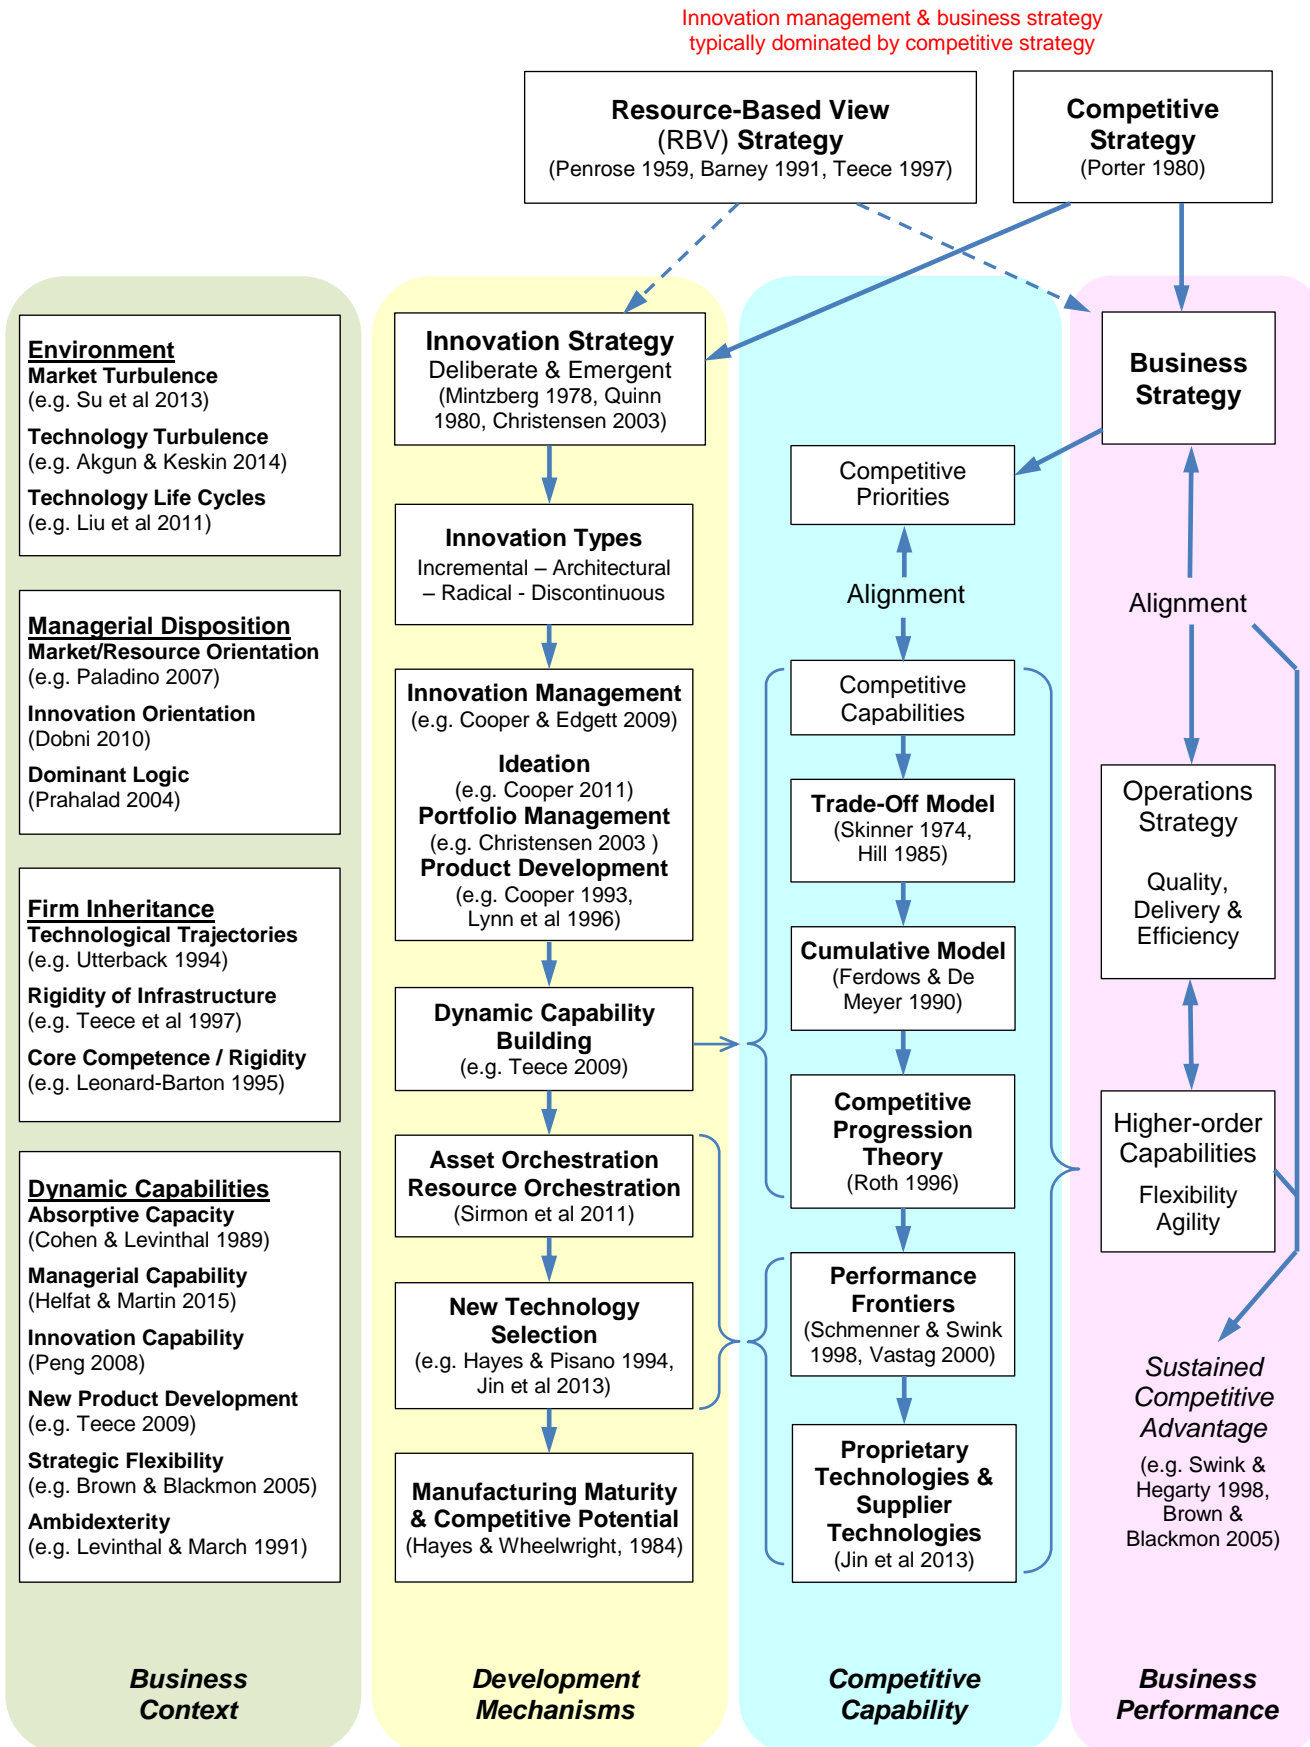 Innovation management & business strategy
typically dominated by competitive strategy
Resource-Based View
(RBV) Strategy
(Penrose 1959, Barney 1991, Teece 1997)
Competitive
Strategy
(Porter 1980)
Environment
Market Turbulence
(e.g. Su et al 2013)
Technology Turbulence
(e.g. Akgun & Keskin 2014)
Technology Life Cycles
(e.g. Liu et al 2011)
Managerial Disposition
Market/Resource Orientation
(e.g. Paladino 2007)
Innovation Orientation
(Dobni 2010)
Dominant Logic
(Prahalad 2004)
Firm Inheritance
Technological Trajectories
(e.g. Utterback 1994)
Rigidity of Infrastructure
(e.g. Teece et al 1997)
Core Competence / Rigidity
(e.g. Leonard-Barton 1995)
Dynamic Capabilities
Absorptive Capacity
(Cohen & Levinthal 1989)
Managerial Capability
(Helfat & Martin 2015)
Innovation Capability
(Peng 2008)
New Product Development
(e.g. Teece 2009)
Strategic Flexibility
(e.g. Brown & Blackmon 2005)
Ambidexterity
(e.g. Levinthal & March 1991)
Business
Context
Innovation Strategy
Deliberate & Emergent
(Mintzberg 1978, Quinn
1980, Christensen 2003)
Innovation Types
Incremental – Architectural
– Radical - Discontinuous
Innovation Management
(e.g. Cooper & Edgett 2009)
Ideation
(e.g. Cooper 2011)
Portfolio Management
(e.g. Christensen 2003 )
Product Development
(e.g. Cooper 1993,
Lynn et al 1996)
Dynamic Capability
Building
(e.g. Teece 2009)
Asset Orchestration
Resource Orchestration
(Sirmon et al 2011)
New Technology
Selection
(e.g. Hayes & Pisano 1994,
Jin et al 2013)
Manufacturing Maturity
& Competitive Potential
(Hayes & Wheelwright, 1984)
Development
Mechanisms
Competitive
Priorities
Alignment
Competitive
Capabilities
Trade-Off Model
(Skinner 1974,
Hill 1985)
Cumulative Model
(Ferdows & De
Meyer 1990)
Competitive
Progression
Theory
(Roth 1996)
Performance
Frontiers
(Schmenner & Swink
1998, Vastag 2000)
Proprietary
Technologies &
Supplier
Technologies
(Jin et al 2013)
Competitive
Capability
Business
Strategy
Alignment
Operations
Strategy
Quality,
Delivery &
Efficiency
Higher-order
Capabilities
Flexibility
Agility
Sustained
Competitive
Advantage
(e.g. Swink &
Hegarty 1998,
Brown &
Blackmon 2005)
Business
Performance